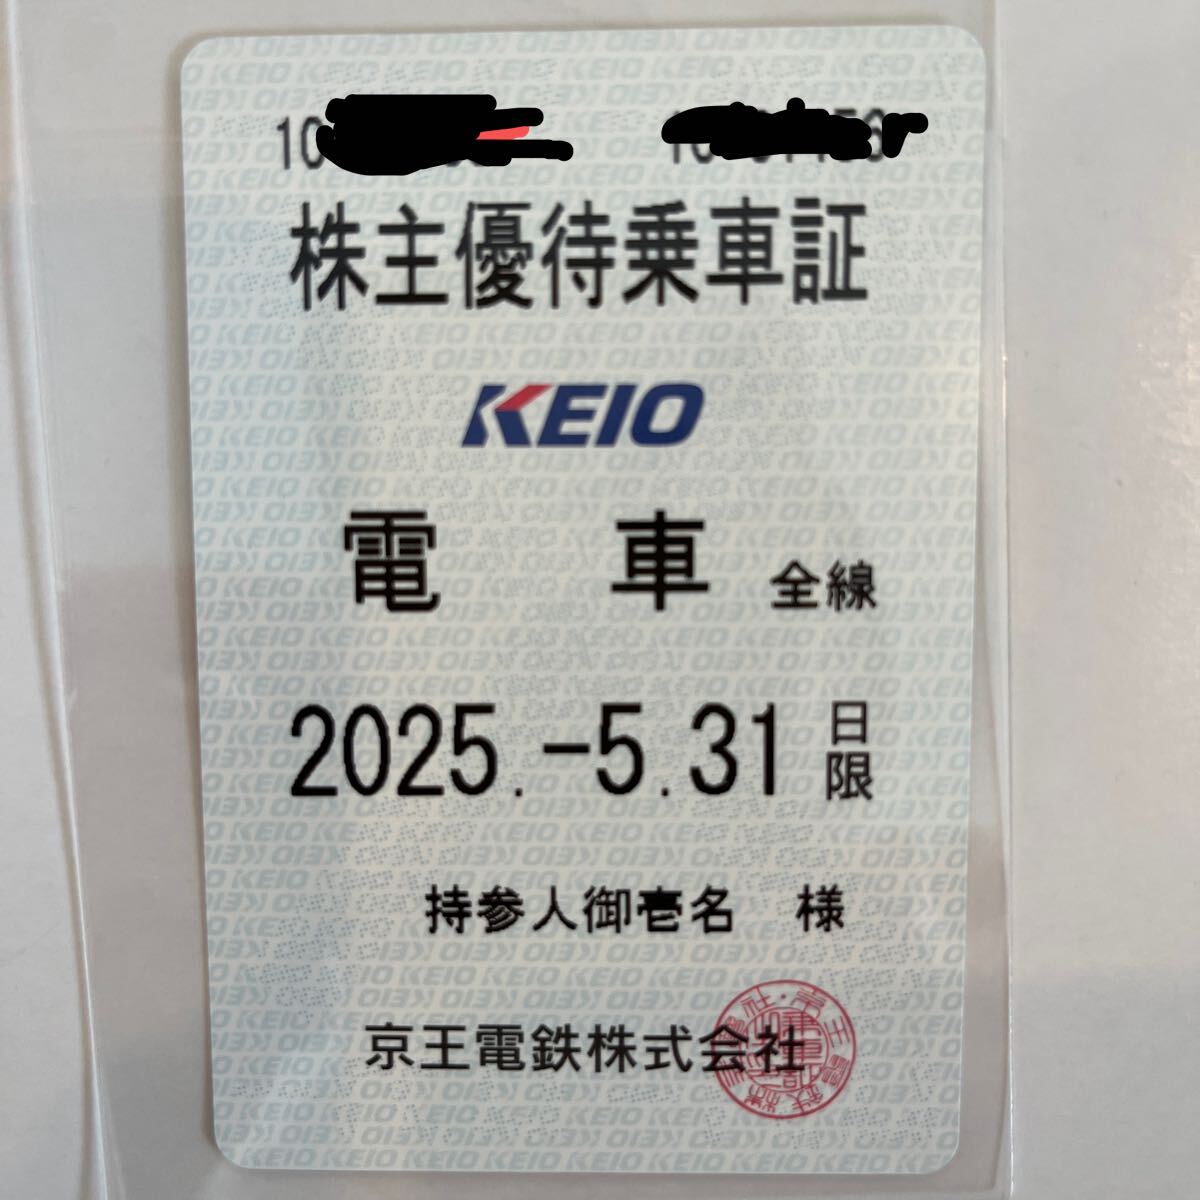 10
株主優待乗車証
KEIO
電 車 全線
2025.-5.31 日限
持参人御壱名 様
京王電鉄株式会社